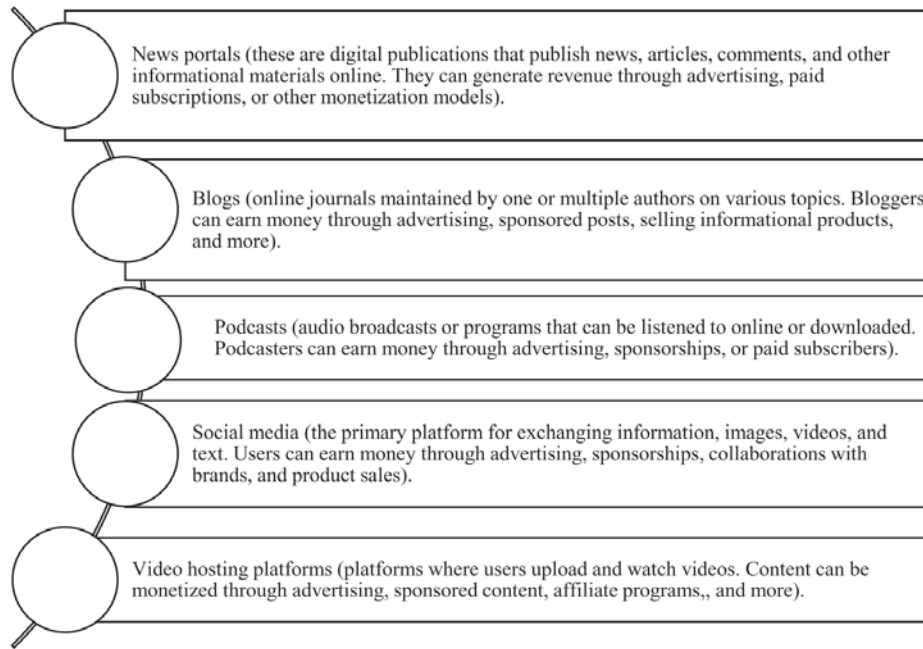 News portals (these are digital publications that publish news, articles, comments, and other
informational materials online. They can generate revenue through advertising, paid
subscriptions, or other monetization models).
Blogs (online journals maintained by one or multiple authors on various topics. Bloggers
can earn money through advertising, sponsored posts, selling informational products,
and more).
Podcasts (audio broadcasts or programs that can be listened to online or downloaded.
Podcasters can earn money through advertising, sponsorships, or paid subscribers).
Social media (the primary platform for exchanging information, images, videos, and
text. Users can earn money through advertising, sponsorships, collaborations with
brands, and product sales).
Video hosting platforms (platforms where users upload and watch videos. Content can be
monetized through advertising, sponsored content, affiliate programs,, and more).